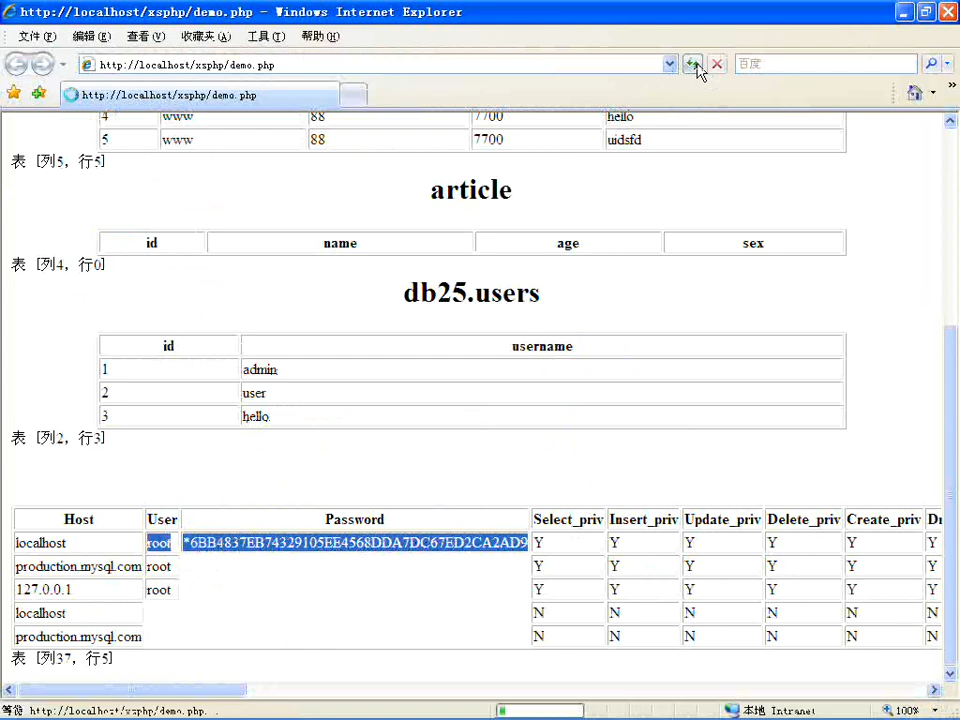 http://localhost/xsphp/demo.php - Windows Internet Explorer
文件(F) 编辑(E) 查看(V) 收藏夹(A) 工具(T) 帮助(H)
http://localhost/xsphp/demo.php 百度
http://localhost/xsphp/demo.php
4 www 88 7700 hello
5 www 88 7700 uidsfd
表 [列5, 行5]
article
id name age sex
表 [列4, 行0]
db25.users
id username
1 admin
2 user
3 hello
表 [列2, 行3]
Host User Password Select_priv Insert_priv Update_priv Delete_priv Create_priv Dr
localhost root *6BB4837EB74329105EE4568DDA7DC67ED2CA2AD9 Y Y Y Y Y Y
production.mysql.com root Y Y Y Y Y Y
127.0.0.1 root Y Y Y Y Y Y
localhost N N N N N N
production.mysql.com N N N N N N
表 [列37, 行5]
等待 http://localhost/xsphp/demo.php. . 本地 Intranet 100%